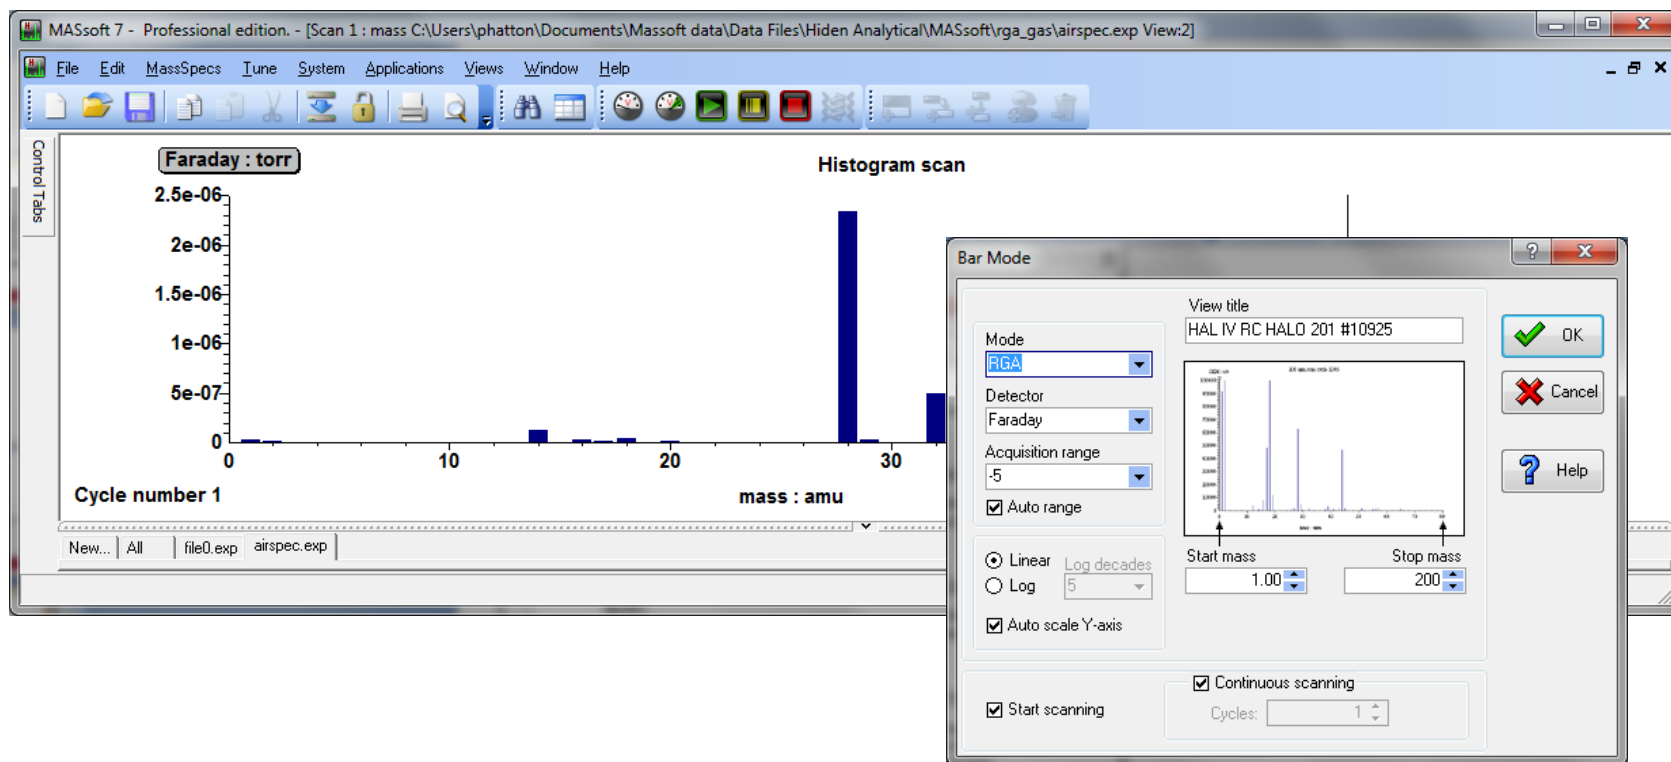 MASsoft 7 - Professional edition. - [Scan 1 : mass C:\Users\phatton\Documents\Massoft data\Data Files\Hiden Analytical\MASsoft\rga_gas\airspec.exp View:2]
File Edit MassSpecs Tune System Applications Views Window Help
Control Tabs
Faraday : torr
Histogram scan
2.5e-06
2e-06
1.5e-06
1e-06
5e-07
0
0 10 20 30
Cycle number 1
mass : amu
New... All file0.exp airspec.exp
Bar Mode
View title
HAL IV RC HALO 201 #10925
Mode
RGA
Detector
Faraday
Acquisition range
-5
Auto range
Linear
Log decades
Log
5
Auto scale Y-axis
Start mass
1.00
Stop mass
200
Start scanning
Continuous scanning
Cycles: 1
OK
Cancel
Help